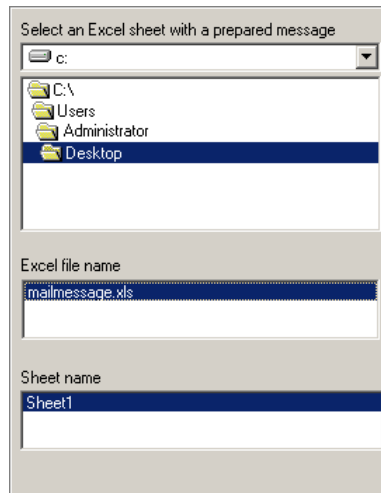 Select an Excel sheet with a prepared message
c:
C:\
Users
Administrator
Desktop
Excel file name
mailmessage.xls
Sheet name
Sheet1